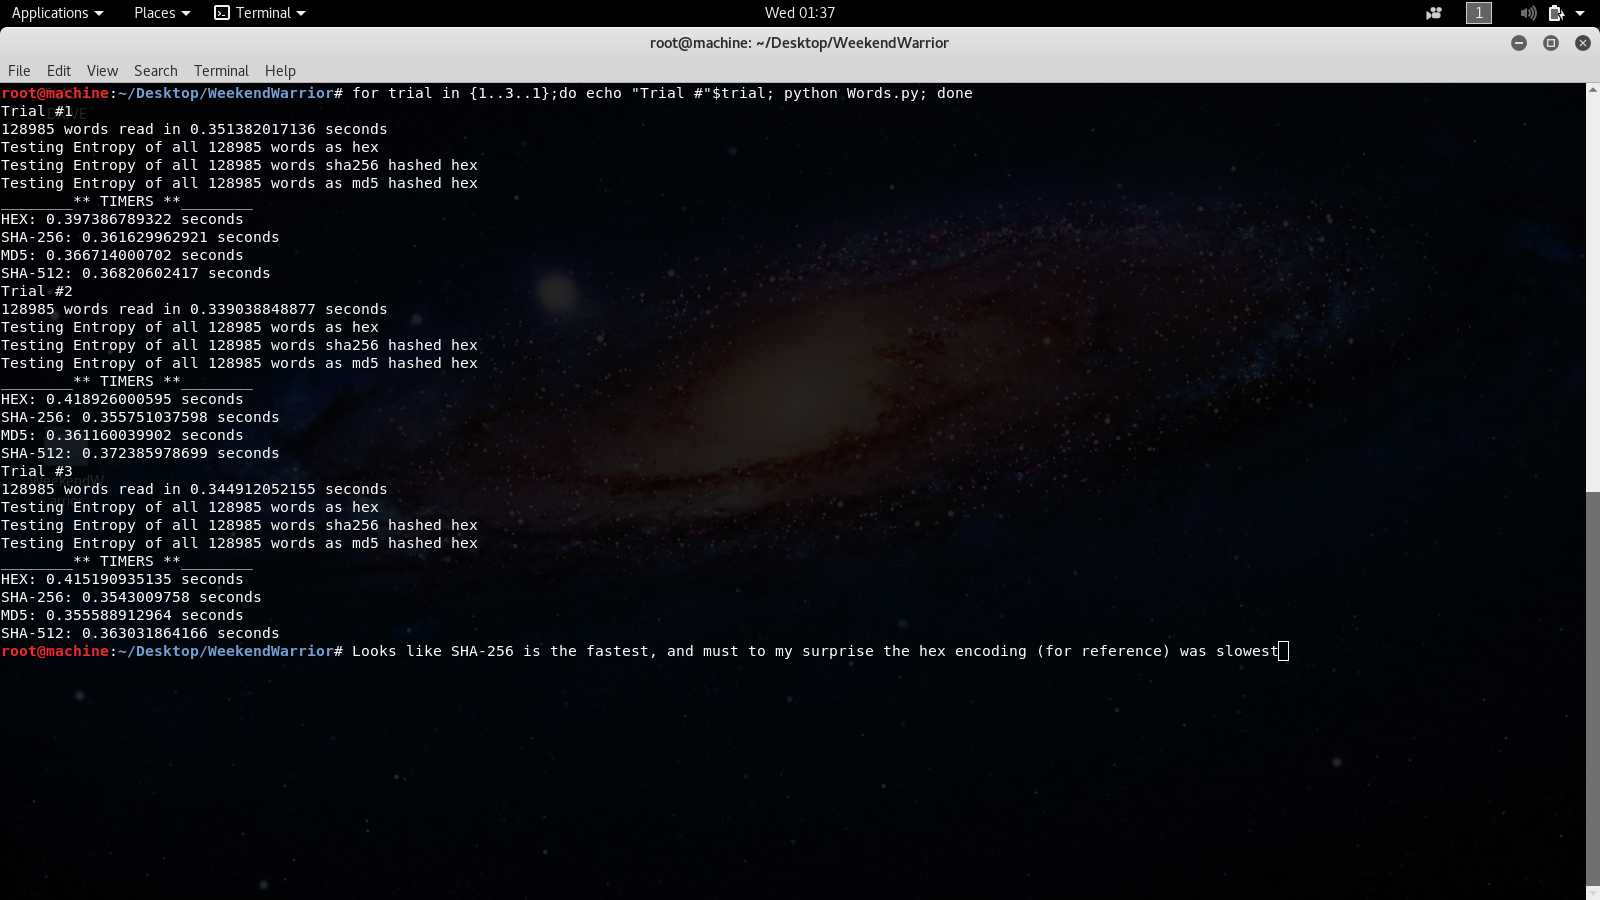 Applications Places Terminal Wed 01:37 1
root@machine: ~/Desktop/WeekendWarrior
File Edit View Search Terminal Help
root@machine:~/Desktop/WeekendWarrior# for trial in {1..3..1};do echo "Trial #"$trial; python Words.py; done
Trial #1
128985 words read in 0.351382017136 seconds
Testing Entropy of all 128985 words as hex
Testing Entropy of all 128985 words sha256 hashed hex
Testing Entropy of all 128985 words as md5 hashed hex
________** TIMERS **________
HEX: 0.397386789322 seconds
SHA-256: 0.361629962921 seconds
MD5: 0.366714000702 seconds
SHA-512: 0.36820602417 seconds
Trial #2
128985 words read in 0.339038848877 seconds
Testing Entropy of all 128985 words as hex
Testing Entropy of all 128985 words sha256 hashed hex
Testing Entropy of all 128985 words as md5 hashed hex
________** TIMERS **________
HEX: 0.418926000595 seconds
SHA-256: 0.355751037598 seconds
MD5: 0.361160039902 seconds
SHA-512: 0.372385978699 seconds
Trial #3
128985 words read in 0.344912052155 seconds
Testing Entropy of all 128985 words as hex
Testing Entropy of all 128985 words sha256 hashed hex
Testing Entropy of all 128985 words as md5 hashed hex
________** TIMERS **________
HEX: 0.415190935135 seconds
SHA-256: 0.3543009758 seconds
MD5: 0.355588912964 seconds
SHA-512: 0.363031864166 seconds
root@machine:~/Desktop/WeekendWarrior# Looks like SHA-256 is the fastest, and must to my surprise the hex encoding (for reference) was slowest